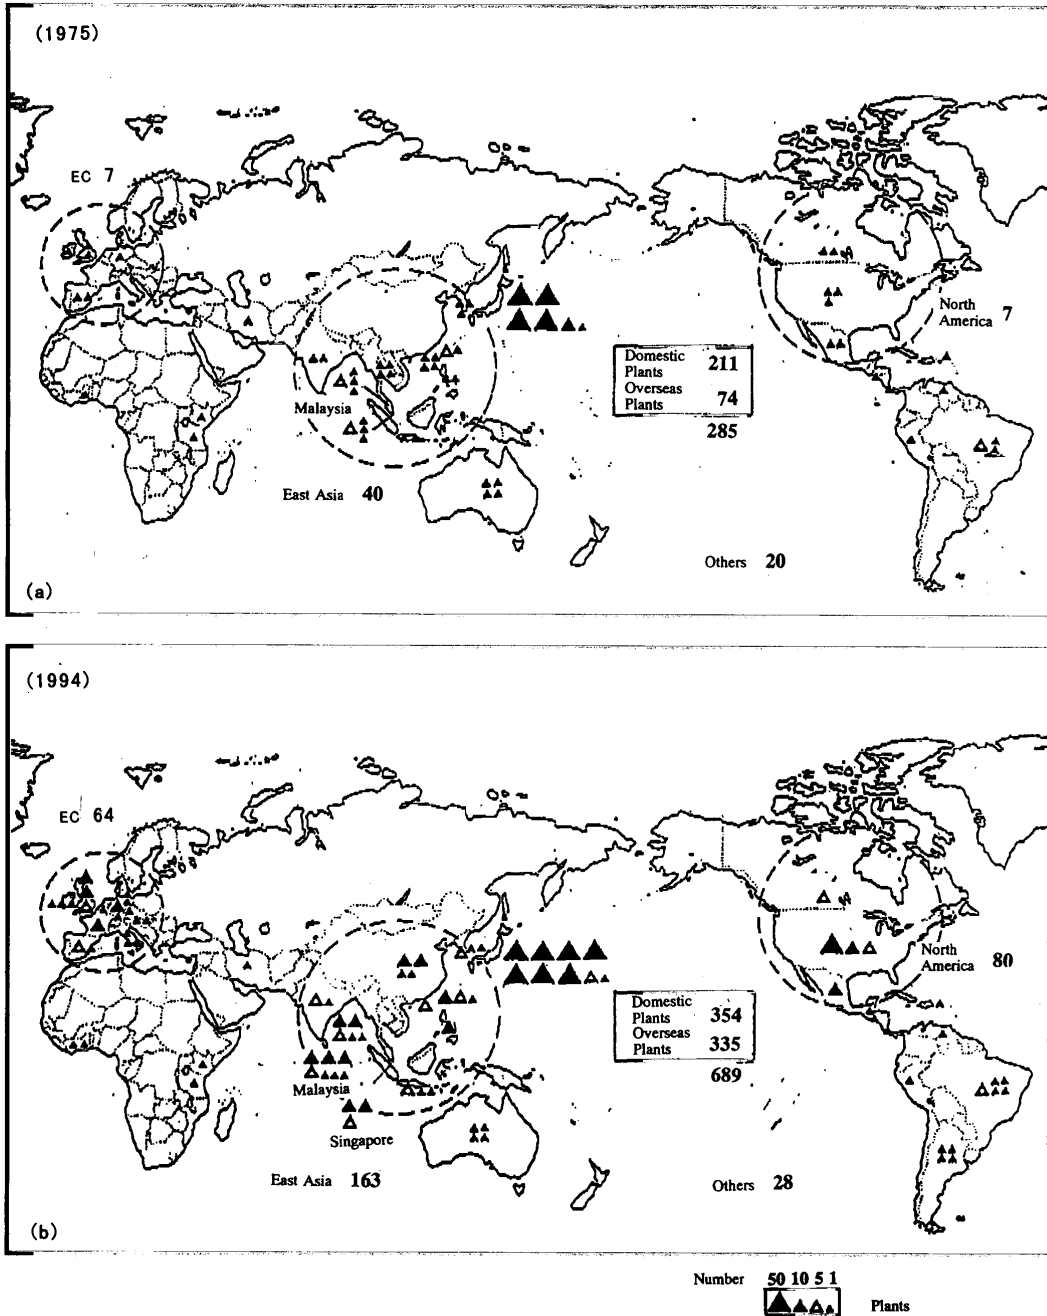 (1975)
EC 7
North
America 7
Domestic
Plants 211
Overseas
Plants 74
285
Malaysia
East Asia 40
Others 20
(a)
(1994)
EC 64
North
America 80
Domestic
Plants 354
Overseas
Plants 335
689
Malaysia
Singapore
East Asia 163
Others 28
(b)
Number 50 10 5 1
Plants